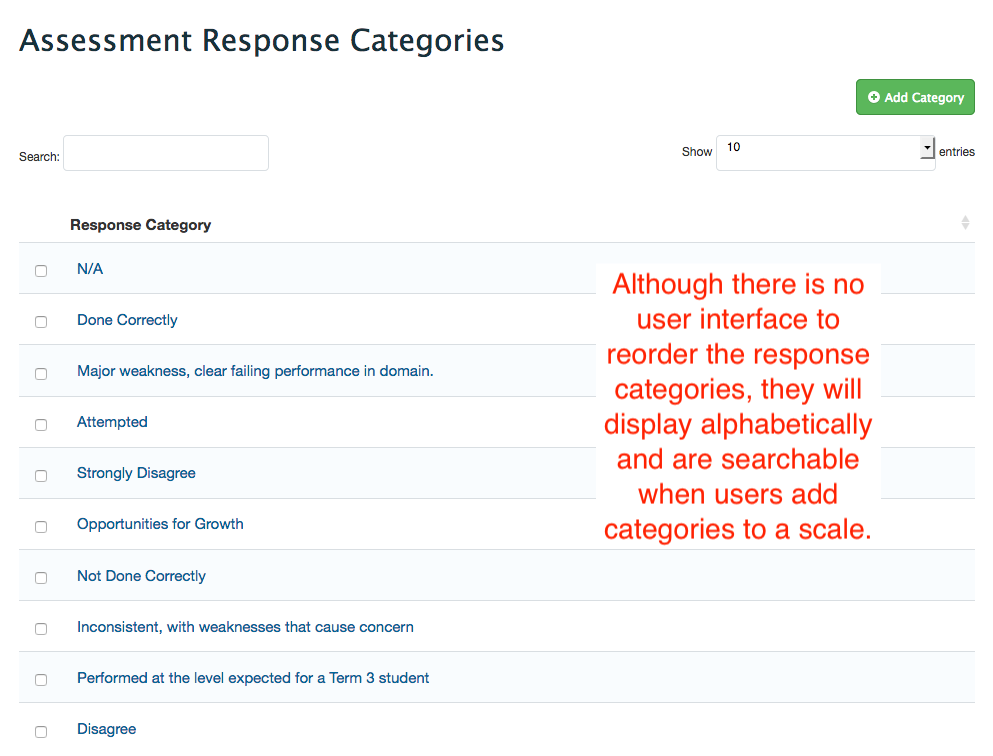 Assessment Response Categories
Add Category
Search:
Show 10 entries
Response Category
N/A
Done Correctly
Major weakness, clear failing performance in domain.
Attempted
Strongly Disagree
Opportunities for Growth
Not Done Correctly
Inconsistent, with weaknesses that cause concern
Performed at the level expected for a Term 3 student
Disagree
Although there is no
user interface to
reorder the response
categories, they will
display alphabetically
and are searchable
when users add
categories to a scale.